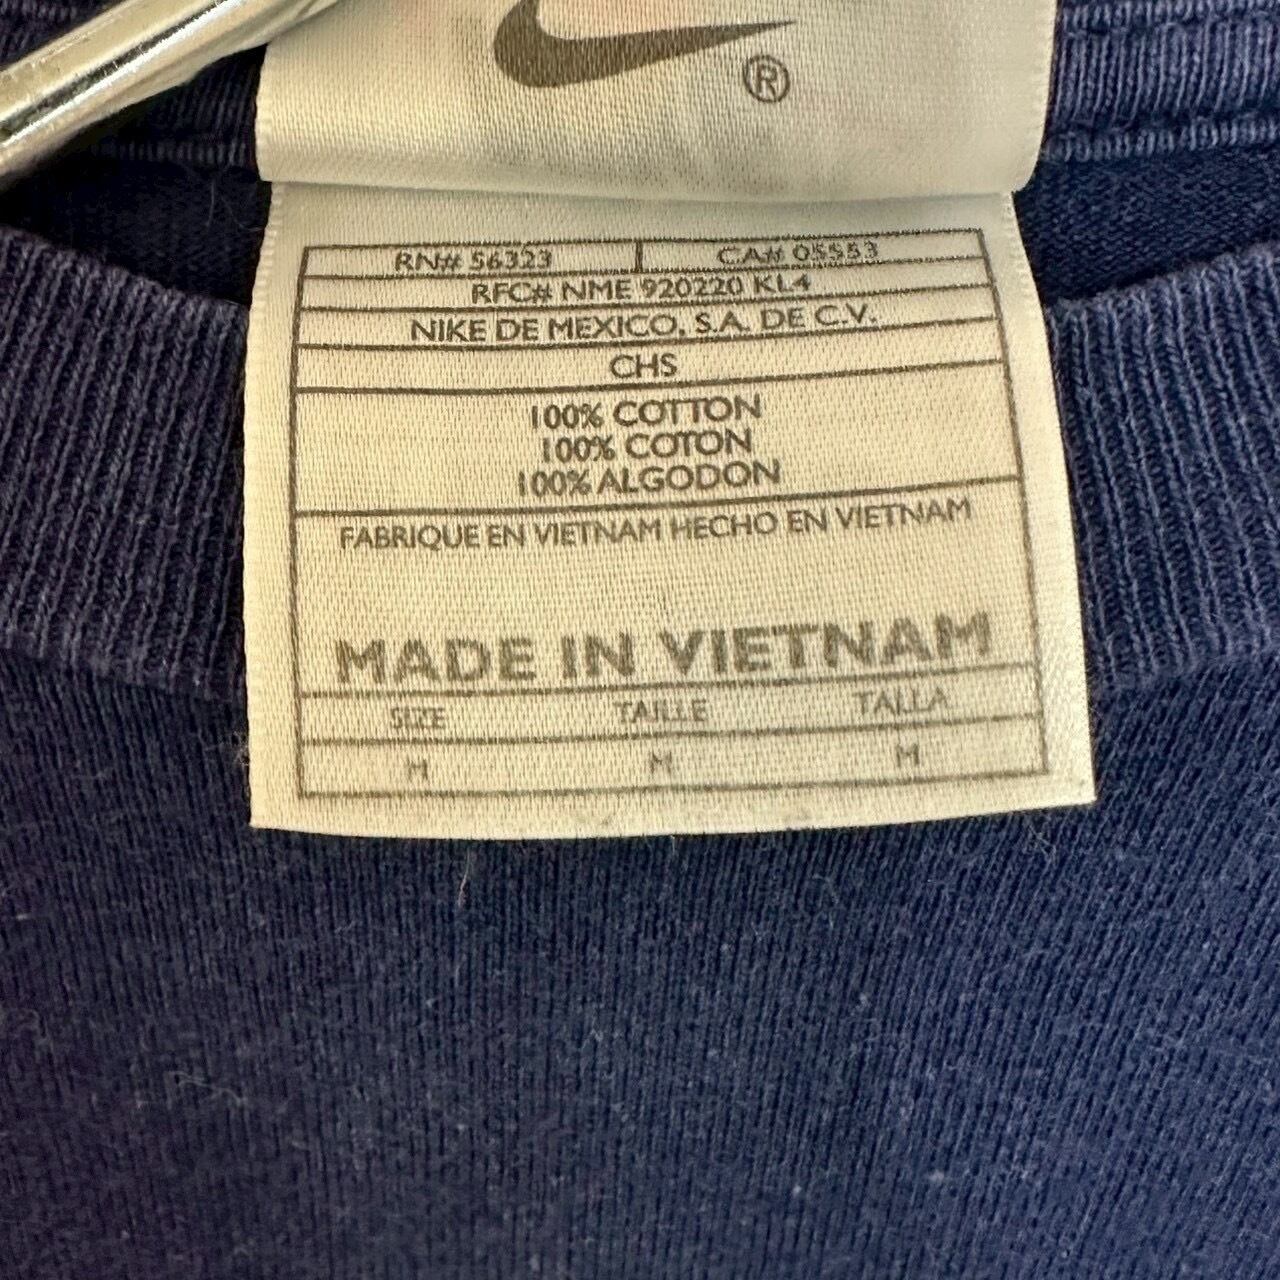 ®
RN# 56323 CA# 05553
RFC# NME 920220 KL4
NIKE DE MEXICO, S.A. DE C.V.
CHS
100% COTTON
100% COTON
100% ALGODON
FABRIQUE EN VIETNAM HECHO EN VIETNAM
MADE IN VIETNAM
SIZE TAILLE TALLA
M M M